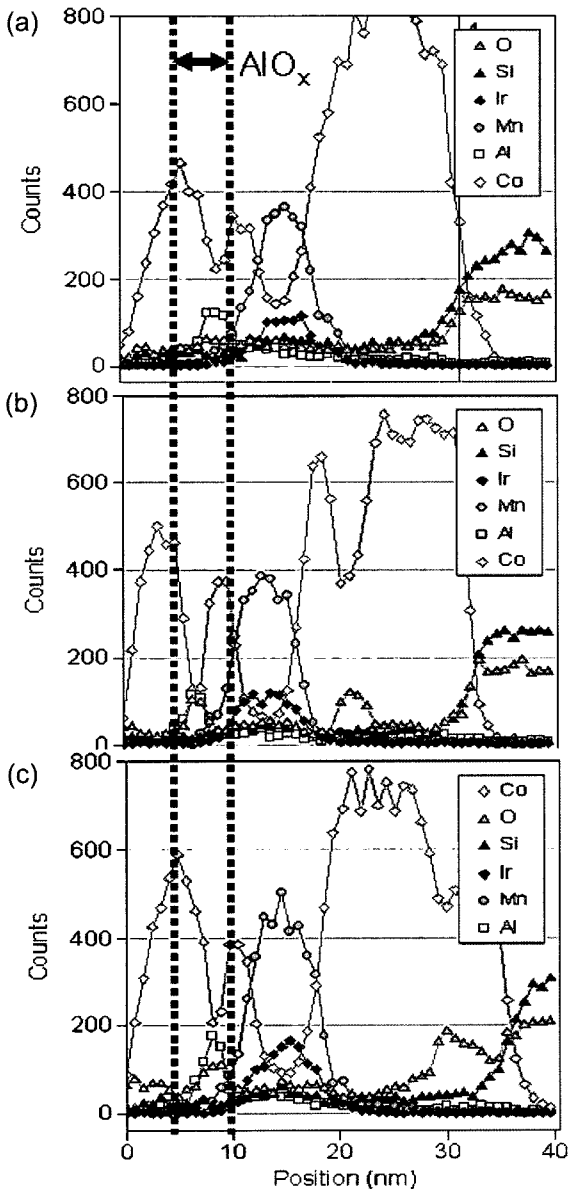 (a)
800
600
400
200
0
Counts
AlOx
O
Si
Ir
Mn
Al
Co
(b)
800
600
400
200
0
Counts
O
Si
Ir
Mn
Al
Co
(c)
800
600
400
200
0
Counts
Co
O
Si
Ir
Mn
Al
0 10 20 30 40
Position (nm)